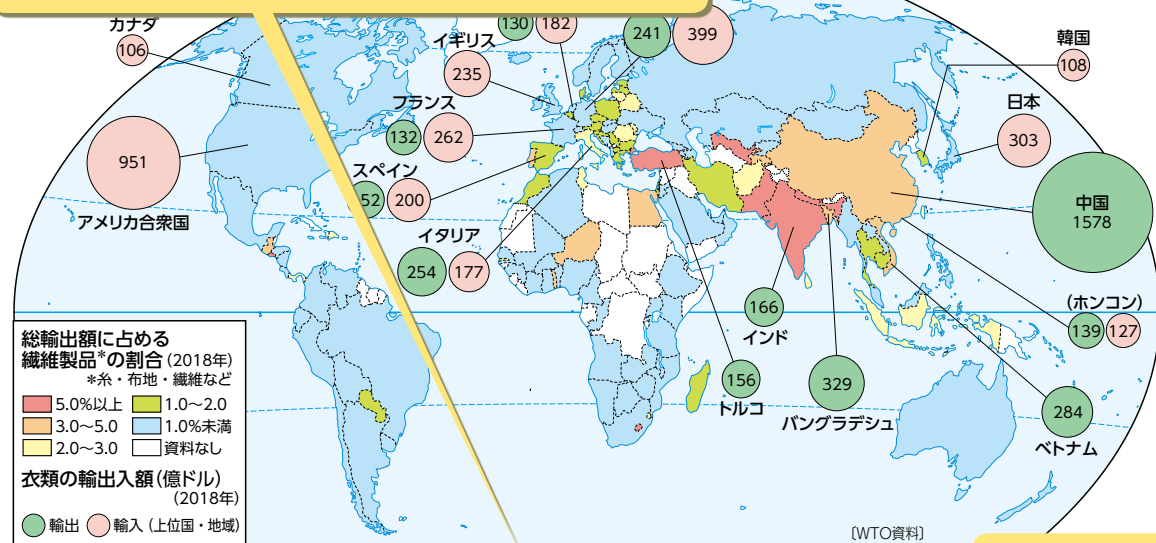 カナダ
106
130
182
241
399
イギリス
235
フランス
132
262
スペイン
52
200
イタリア
254
177
951
アメリカ合衆国
韓国
108
日本
303
中国
1578
(ホンコン)
139
127
166
インド
156
トルコ
329
バングラデシュ
284
ベトナム
総輸出額に占める
繊維製品*の割合(2018年)
*糸・布地・繊維など
5.0%以上 1.0〜2.0
3.0〜5.0 1.0%未満
2.0〜3.0 資料なし
衣類の輸出入額(億ドル)
(2018年)
輸出 輸入(上位国・地域)
〔WTO資料〕